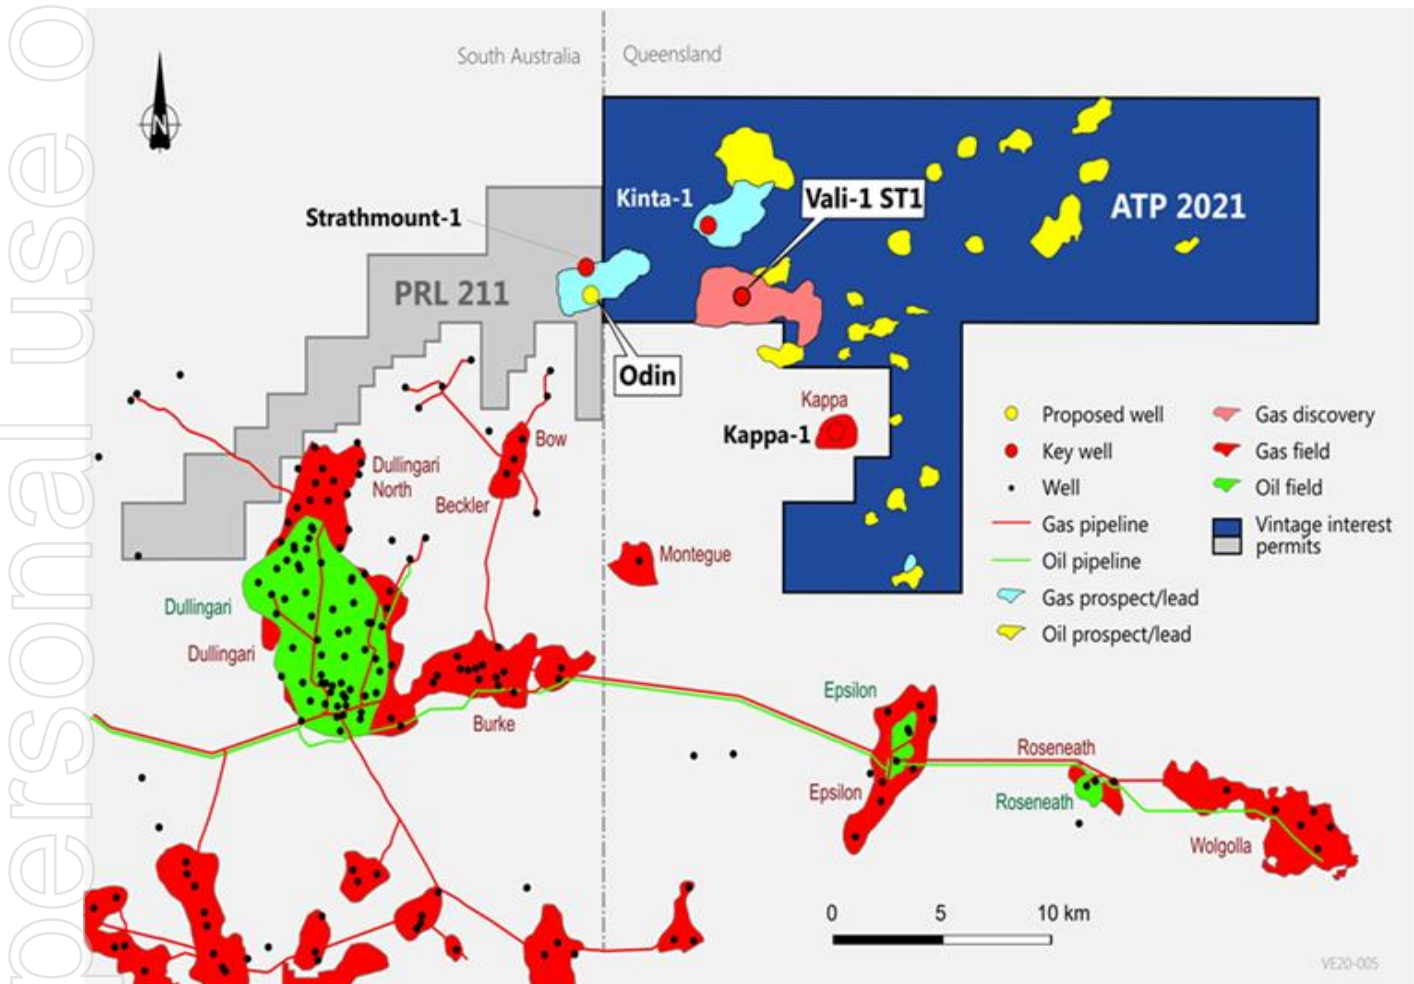 personal use o
South Australia
Queensland
N
Kinta-1
Vali-1 ST1
ATP 2021
Strathmount-1
PRL 211
Odin
Kappa
Kappa-1
Bow
Dullingari
North
Beckler
Montegue
Dullingari
Dullingari
Burke
Epsilon
Epsilon
Roseneath
Roseneath
Wolgolla
Proposed well
Key well
Well
Gas pipeline
Oil pipeline
Gas prospect/lead
Oil prospect/lead
Gas discovery
Gas field
Oil field
Vintage interest
permits
0 5 10 km
VE20-005